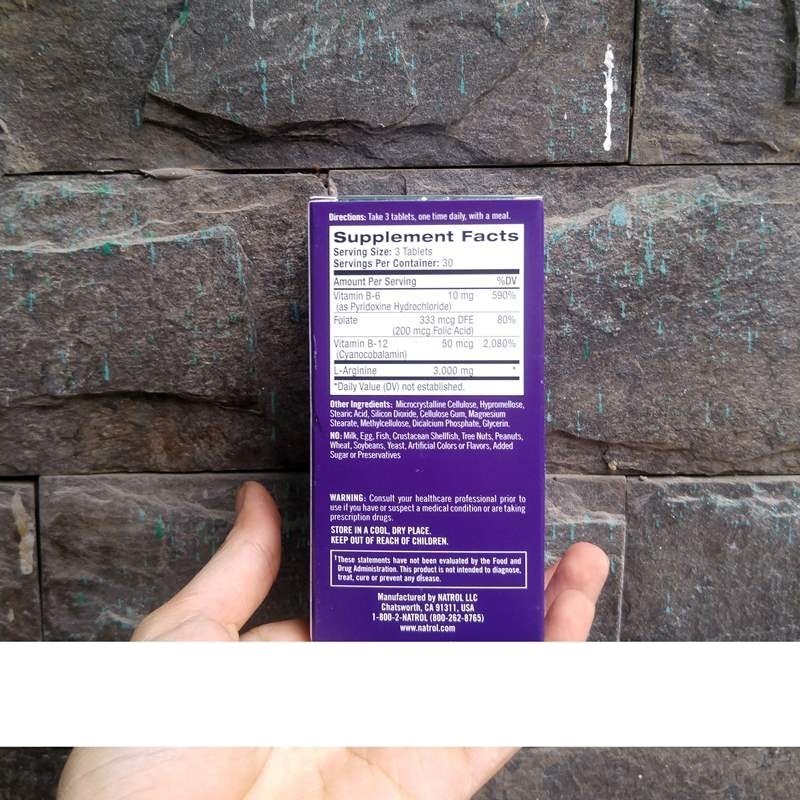 Directions: Take 3 tablets, one time daily, with a meal.
Supplement Facts
Serving Size: 3 Tablets
Servings Per Container: 30
Amount Per Serving %DV
Vitamin B-6 10 mg 590%
(as Pyridoxine Hydrochloride)
Folate 333 mcg DFE 80%
(200 mcg Folic Acid)
Vitamin B-12 50 mcg 2,080%
(Cyanocobalamin)
L-Arginine 3,000 mg *
*Daily Value (DV) not established.
Other Ingredients: Microcrystalline Cellulose, Hypromellose,
Stearic Acid, Silicon Dioxide, Cellulose Gum, Magnesium
Stearate, Methylcellulose, Dicalcium Phosphate, Glycerin.
NO: Milk, Egg, Fish, Crustacean Shellfish, Tree Nuts, Peanuts,
Wheat, Soybeans, Yeast, Artificial Colors or Flavors, Added
Sugar or Preservatives
WARNING: Consult your healthcare professional prior to
use if you have or suspect a medical condition or are taking
prescription drugs.
STORE IN A COOL, DRY PLACE.
KEEP OUT OF REACH OF CHILDREN.
†These statements have not been evaluated by the Food and
Drug Administration. This product is not intended to diagnose,
treat, cure or prevent any disease.
Manufactured by NATROL LLC
Chatsworth, CA 91311, USA
1-800-2-NATROL (800-262-8765)
www.natrol.com